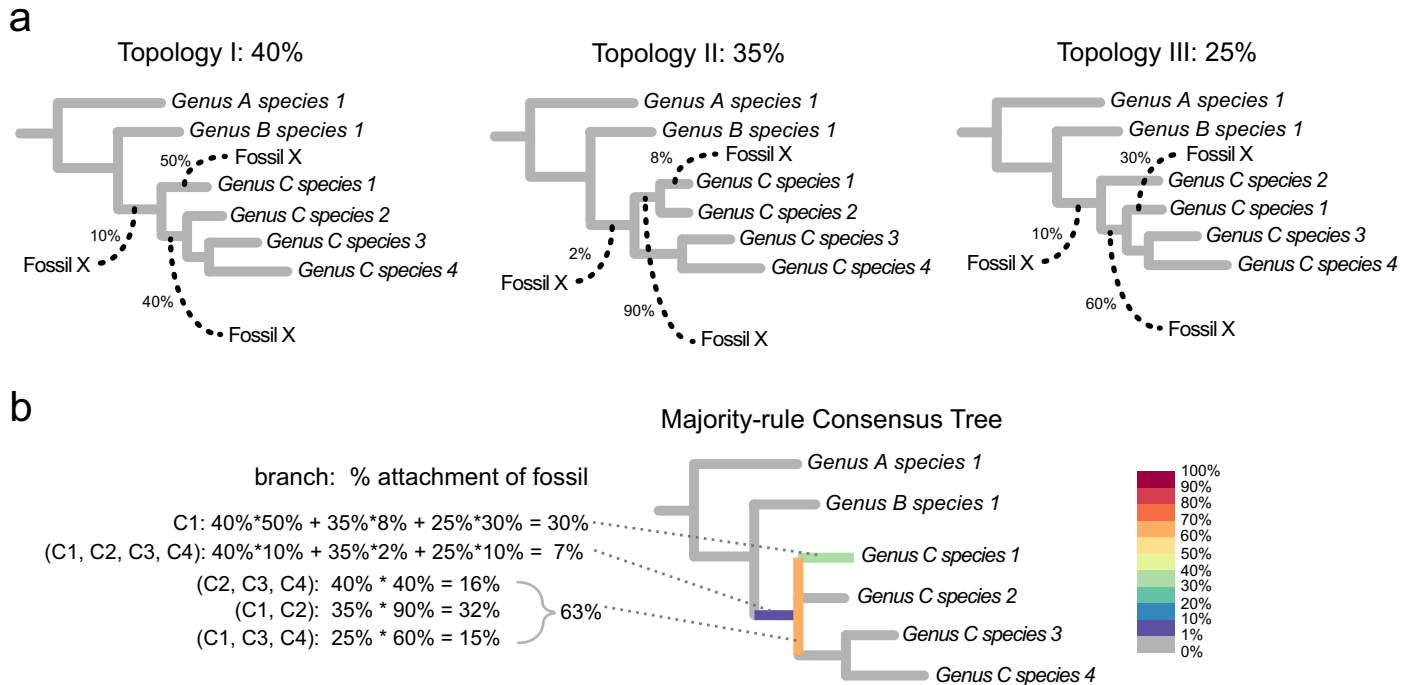 a
Topology I: 40%
Genus A species 1
Genus B species 1
50%
Fossil X
Genus C species 1
Genus C species 2
10%
Genus C species 3
Fossil X
Genus C species 4
40%
Fossil X
Topology II: 35%
Genus A species 1
Genus B species 1
8%
Fossil X
Genus C species 1
Genus C species 2
2%
Genus C species 3
Genus C species 4
Fossil X
90%
Fossil X
Topology III: 25%
Genus A species 1
Genus B species 1
30%
Fossil X
Genus C species 2
Genus C species 1
10%
Genus C species 3
Fossil X
Genus C species 4
60%
Fossil X
b
branch: % attachment of fossil
C1: 40%*50% + 35%*8% + 25%*30% = 30%
(C1, C2, C3, C4): 40%*10% + 35%*2% + 25%*10% = 7%
(C2, C3, C4): 40% * 40% = 16%
(C1, C2): 35% * 90% = 32%
(C1, C3, C4): 25% * 60% = 15%
63%
Majority-rule Consensus Tree
Genus A species 1
Genus B species 1
Genus C species 1
Genus C species 2
Genus C species 3
Genus C species 4
100%
90%
80%
70%
60%
50%
40%
30%
20%
10%
1%
0%